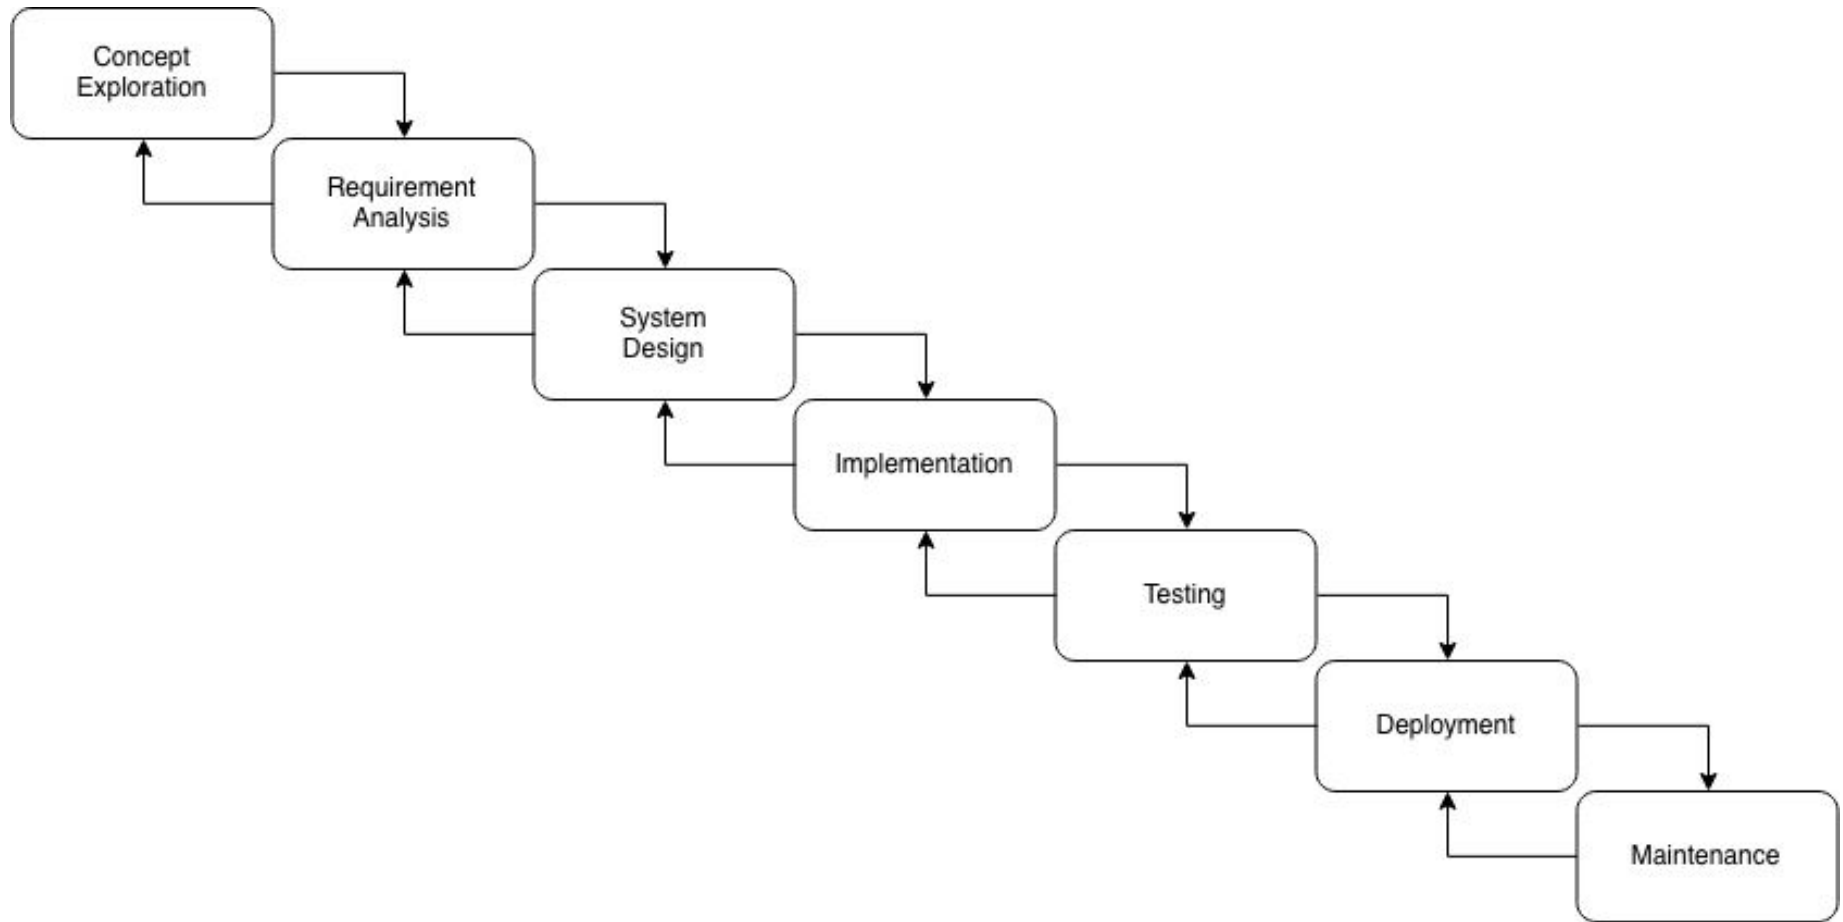 Concept
Exploration
Requirement
Analysis
System
Design
Implementation
Testing
Deployment
Maintenance